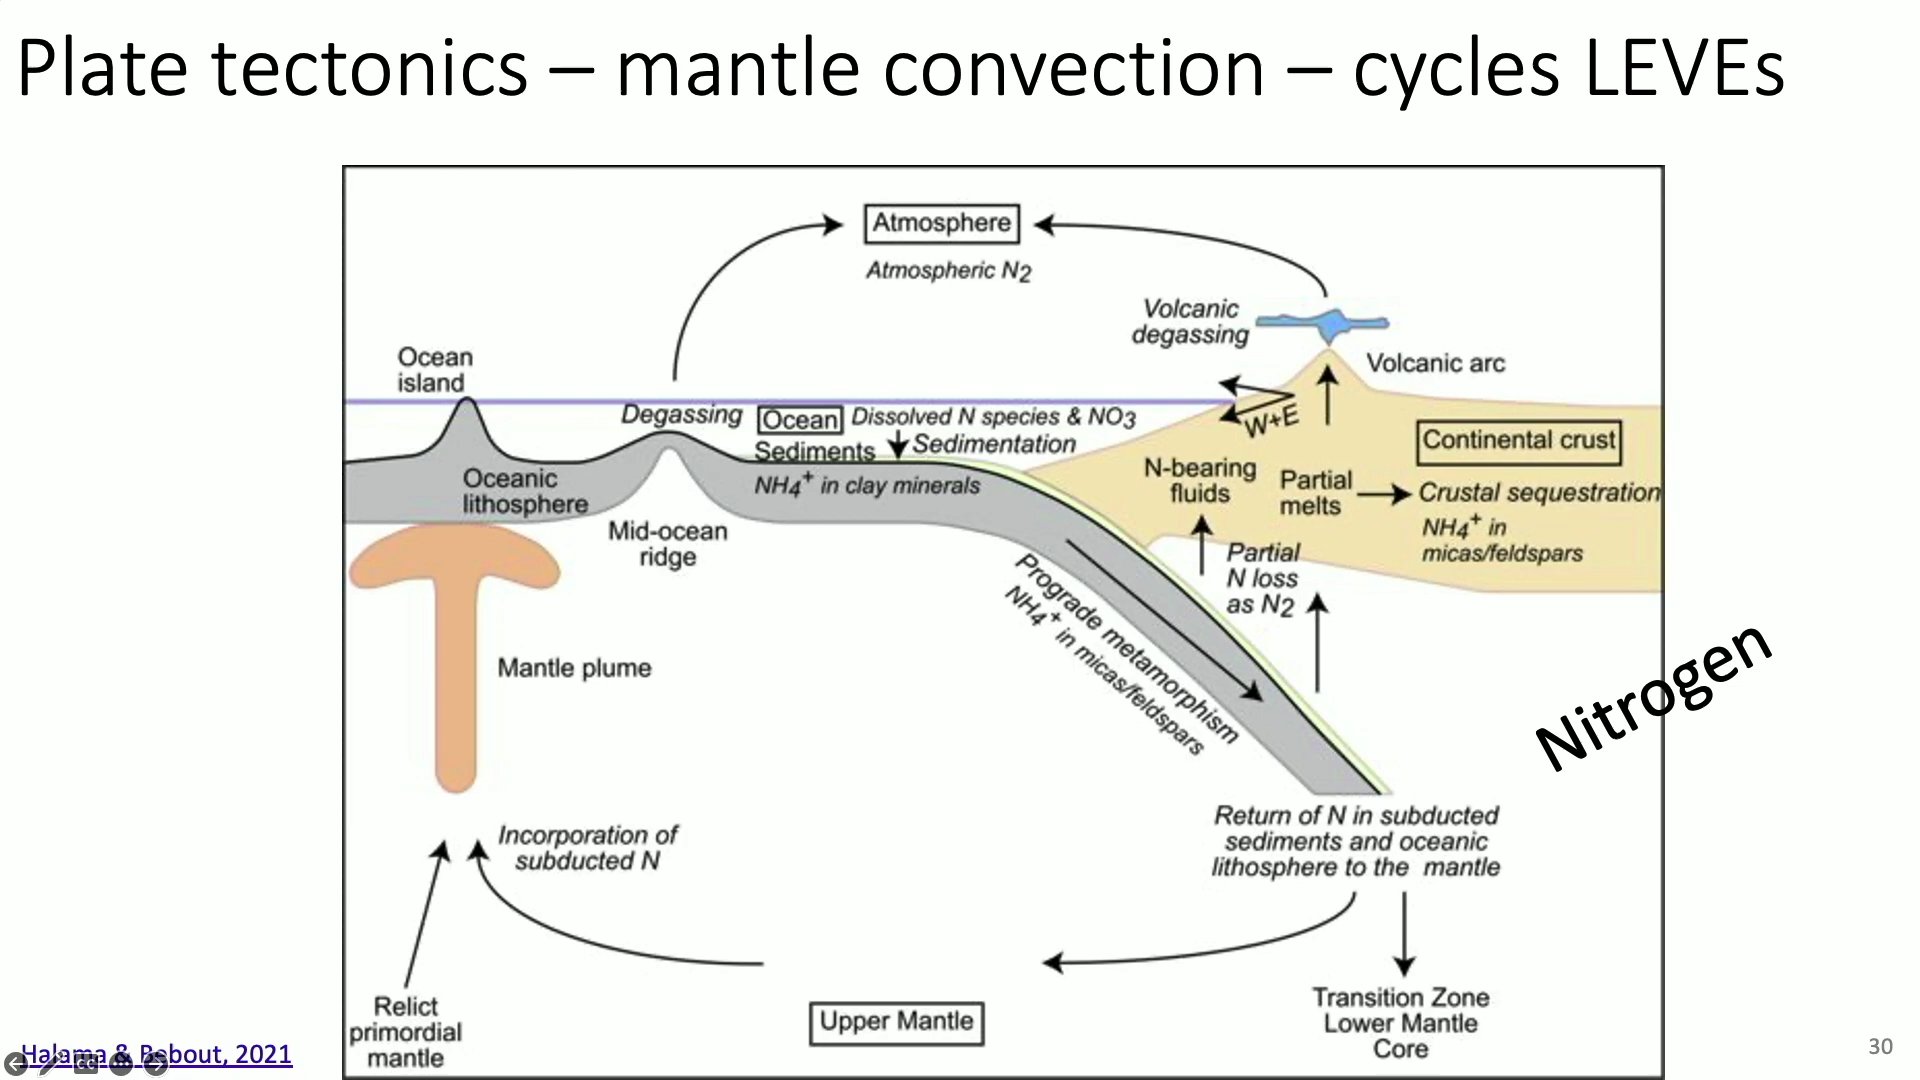 Plate tectonics – mantle convection – cycles LEVEs
Atmosphere
Atmospheric N2
Volcanic
degassing
Volcanic arc
Ocean
island
Degassing
Ocean
Dissolved N species & NO3
Sediments
Sedimentation
NH4+ in clay minerals
W+E
Continental crust
Oceanic
lithosphere
Mid-ocean
ridge
N-bearing
fluids
Partial
melts
Crustal sequestration
NH4+ in
micas/feldspars
Partial
N loss
as N2
Prograde metamorphism
NH4+ in micas/feldspars
Mantle plume
Nitrogen
Incorporation of
subducted N
Return of N in subducted
sediments and oceanic
lithosphere to the mantle
Relict
primordial
mantle
Upper Mantle
Transition Zone
Lower Mantle
Core
Halama & Bebout, 2021
CC
30